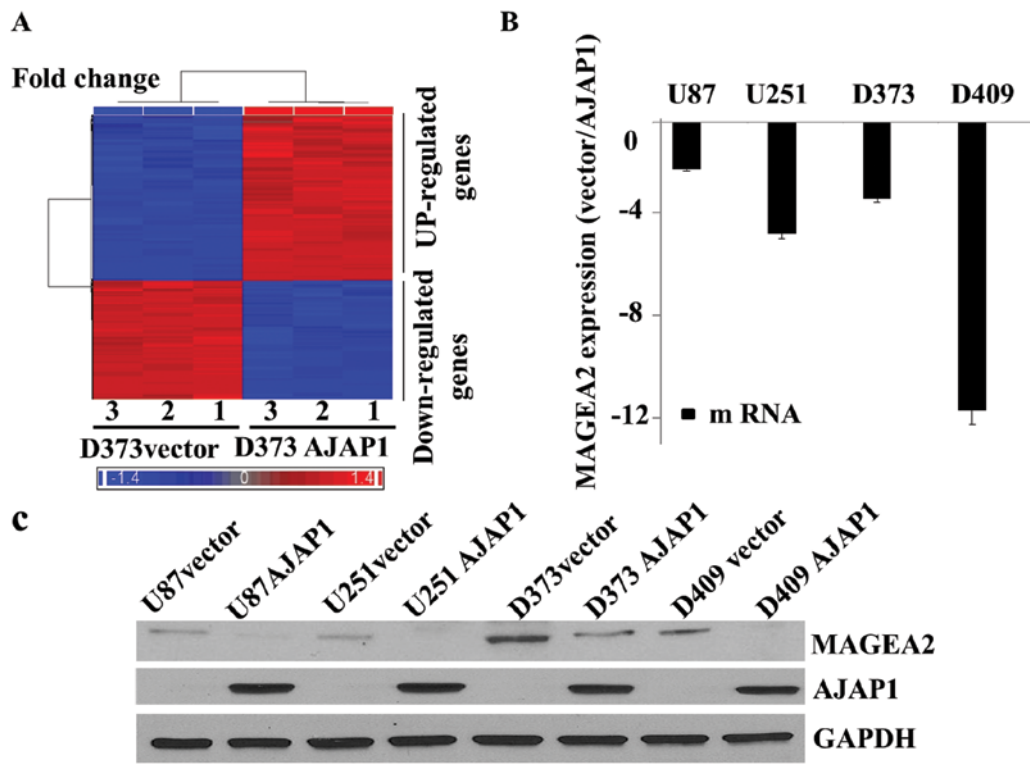 A
Fold change
UP-regulated
genes
Down-regulated
genes
3 2 1 3 2 1
D373vector D373 AJAP1
-1.4 0 1.4
B
MAGEA2 expression (vector/AJAP1)
U87 U251 D373 D409
0
-4
-8
-12
m RNA
c
U87vector
U87AJAP1
U251vector
U251 AJAP1
D373vector
D373 AJAP1
D409 vector
D409 AJAP1
MAGEA2
AJAP1
GAPDH